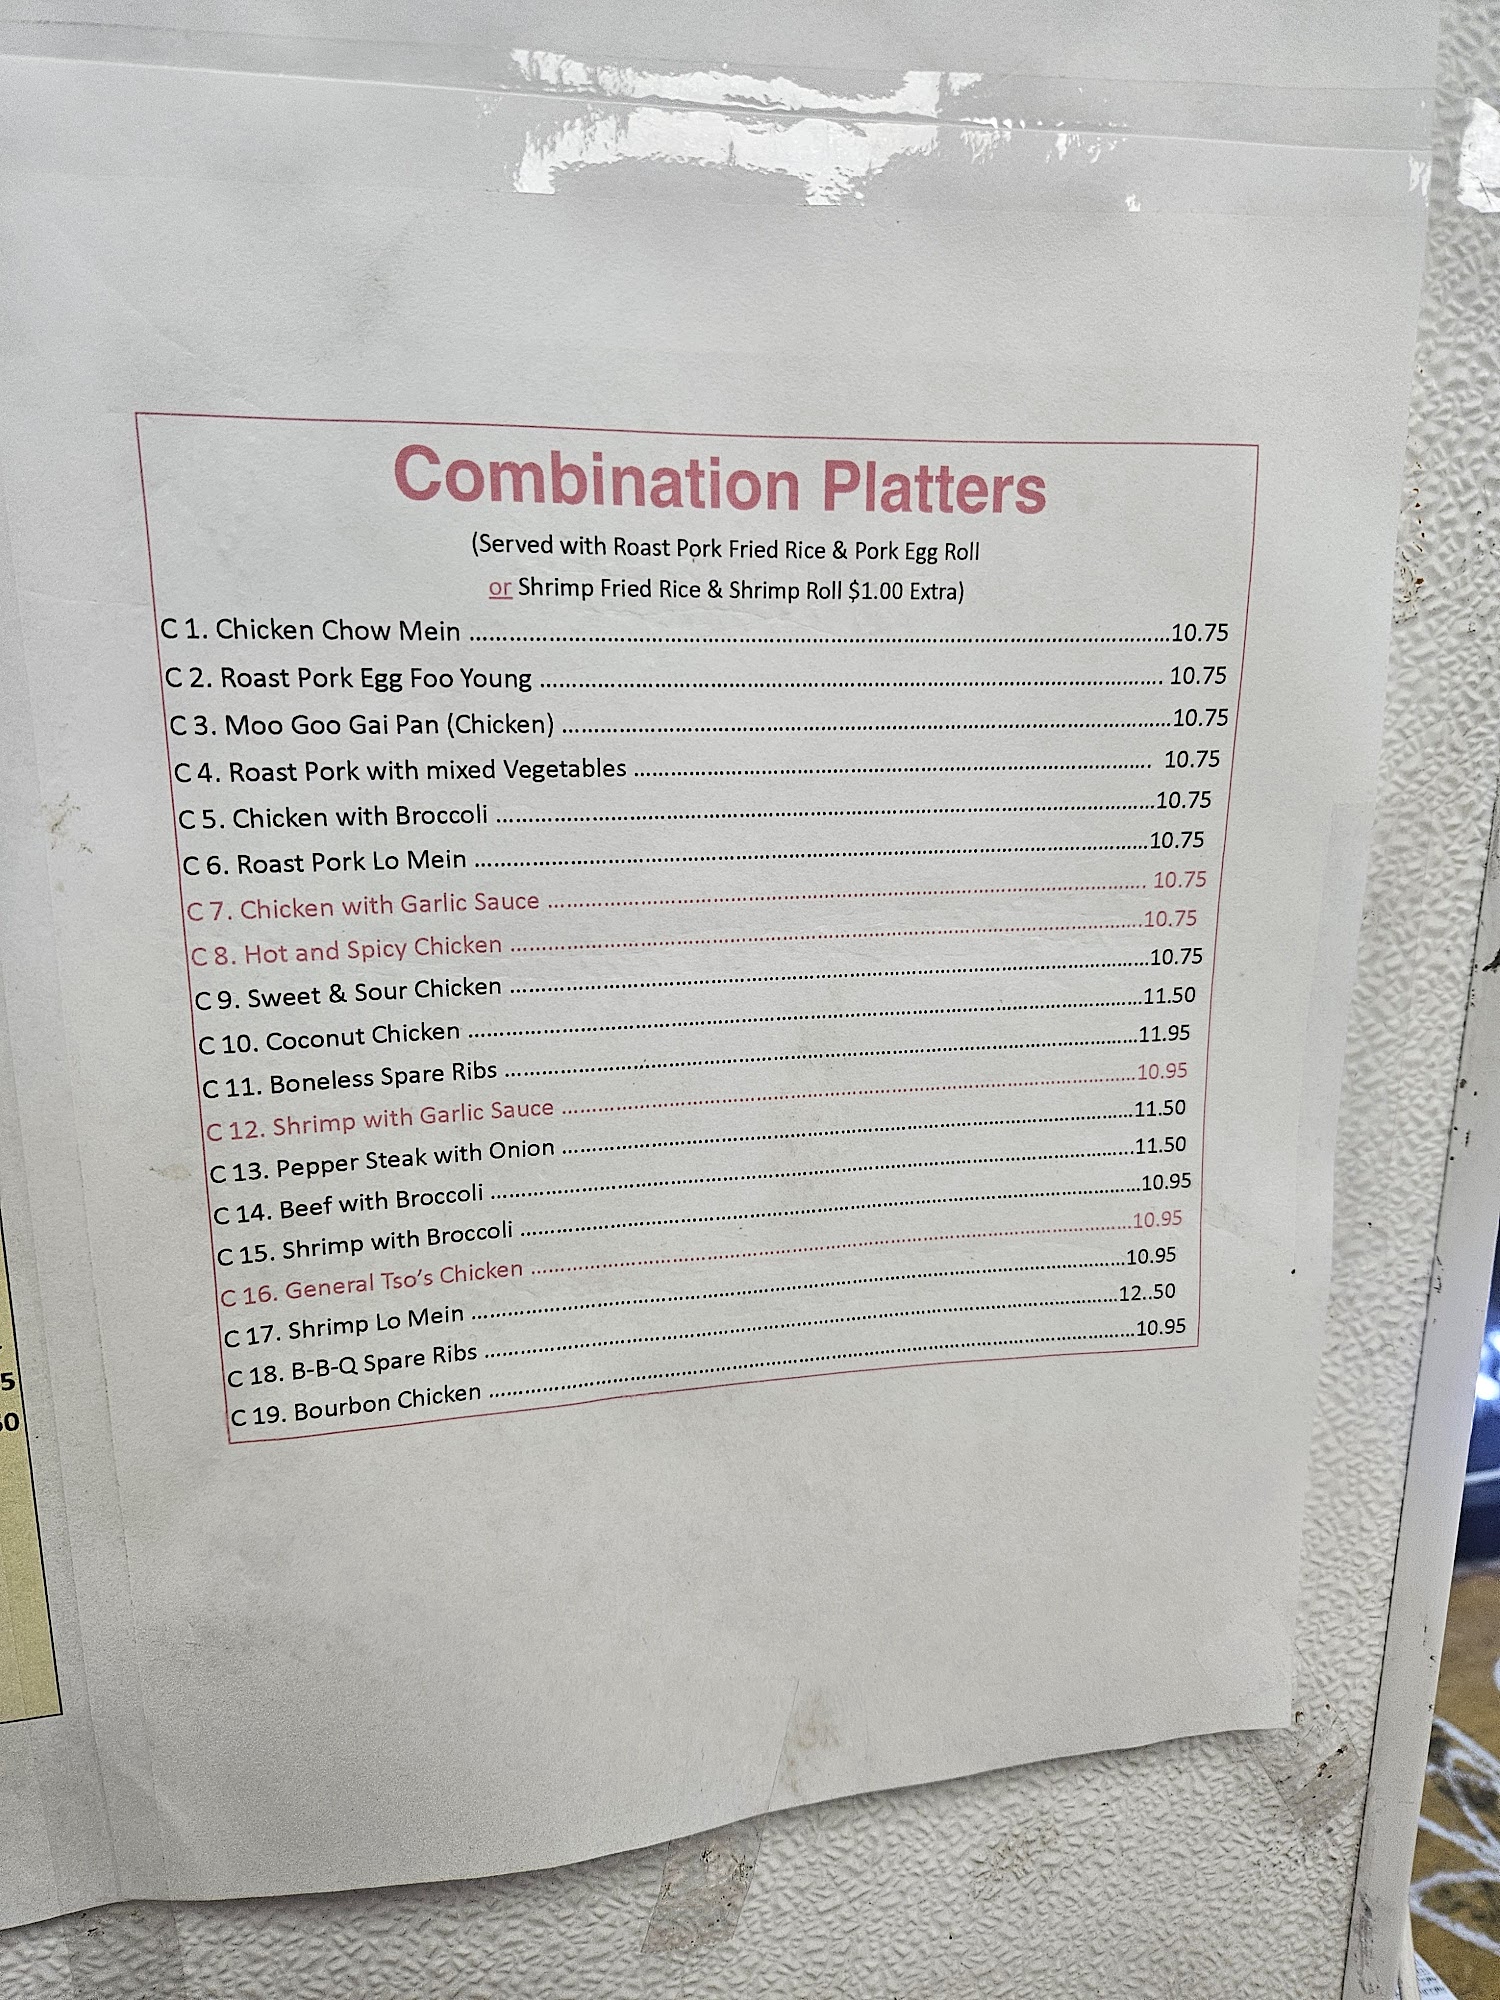 Combination Platters
(Served with Roast Pork Fried Rice & Pork Egg Roll
or Shrimp Fried Rice & Shrimp Roll $1.00 Extra)
C 1. Chicken Chow Mein ........ 10.75
C 2. Roast Pork Egg Foo Young ........ 10.75
C 3. Moo Goo Gai Pan (Chicken) ........ 10.75
C 4. Roast Pork with mixed Vegetables ........ 10.75
C 5. Chicken with Broccoli ........ 10.75
C 6. Roast Pork Lo Mein ........ 10.75
C 7. Chicken with Garlic Sauce ........ 10.75
C 8. Hot and Spicy Chicken ........ 10.75
C 9. Sweet & Sour Chicken ........ 10.75
C 10. Coconut Chicken ........ 11.50
C 11. Boneless Spare Ribs ........ 11.95
C 12. Shrimp with Garlic Sauce ........ 10.95
C 13. Pepper Steak with Onion ........ 11.50
C 14. Beef with Broccoli ........ 11.50
C 15. Shrimp with Broccoli ........ 10.95
C 16. General Tso's Chicken ........ 10.95
C 17. Shrimp Lo Mein ........ 10.95
C 18. B-B-Q Spare Ribs ........ 12..50
C 19. Bourbon Chicken ........ 10.95
5